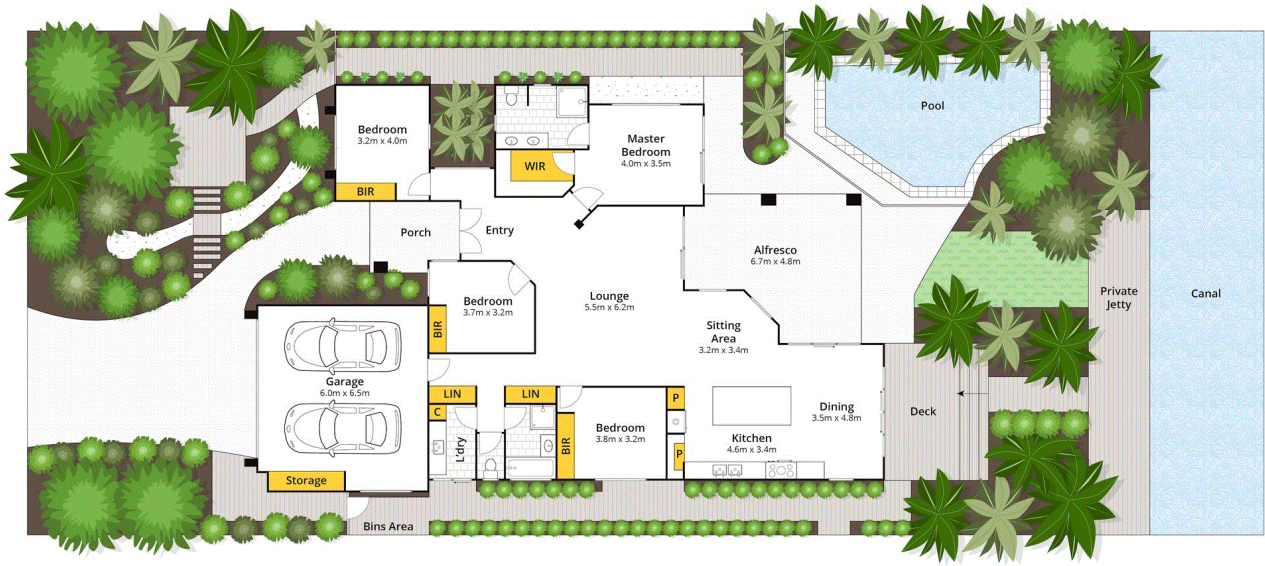 Pool
Bedroom
3.2m x 4.0m
Master
Bedroom
4.0m x 3.5m
WIR
BIR
Porch
Entry
Alfresco
6.7m x 4.8m
Private
Jetty
Canal
Bedroom
3.7m x 3.2m
Lounge
5.5m x 6.2m
BIR
Sitting
Area
3.2m x 3.4m
Garage
6.0m x 6.5m
LIN
LIN
P
C
Dining
3.5m x 4.8m
Deck
Bedroom
3.8m x 3.2m
BIR
L'dry
Kitchen
4.6m x 3.4m
P
Storage
Bins Area